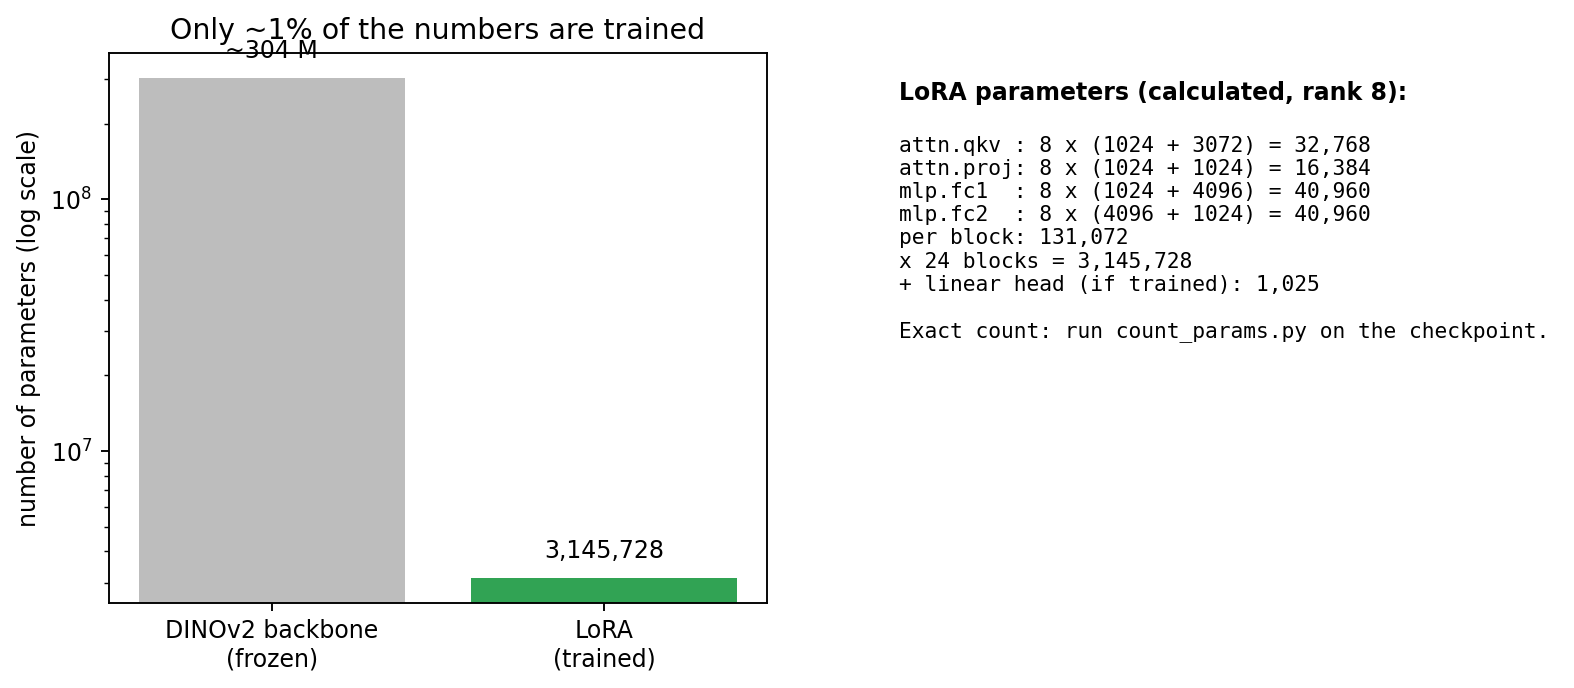 Only ~1% of the numbers are trained
~304 M
number of parameters (log scale)
10⁸
10⁷
3,145,728
DINOv2 backbone
(frozen)
LoRA
(trained)
LoRA parameters (calculated, rank 8):
attn.qkv : 8 x (1024 + 3072) = 32,768
attn.proj: 8 x (1024 + 1024) = 16,384
mlp.fc1  : 8 x (1024 + 4096) = 40,960
mlp.fc2  : 8 x (4096 + 1024) = 40,960
per block: 131,072
x 24 blocks = 3,145,728
+ linear head (if trained): 1,025
Exact count: run count_params.py on the checkpoint.